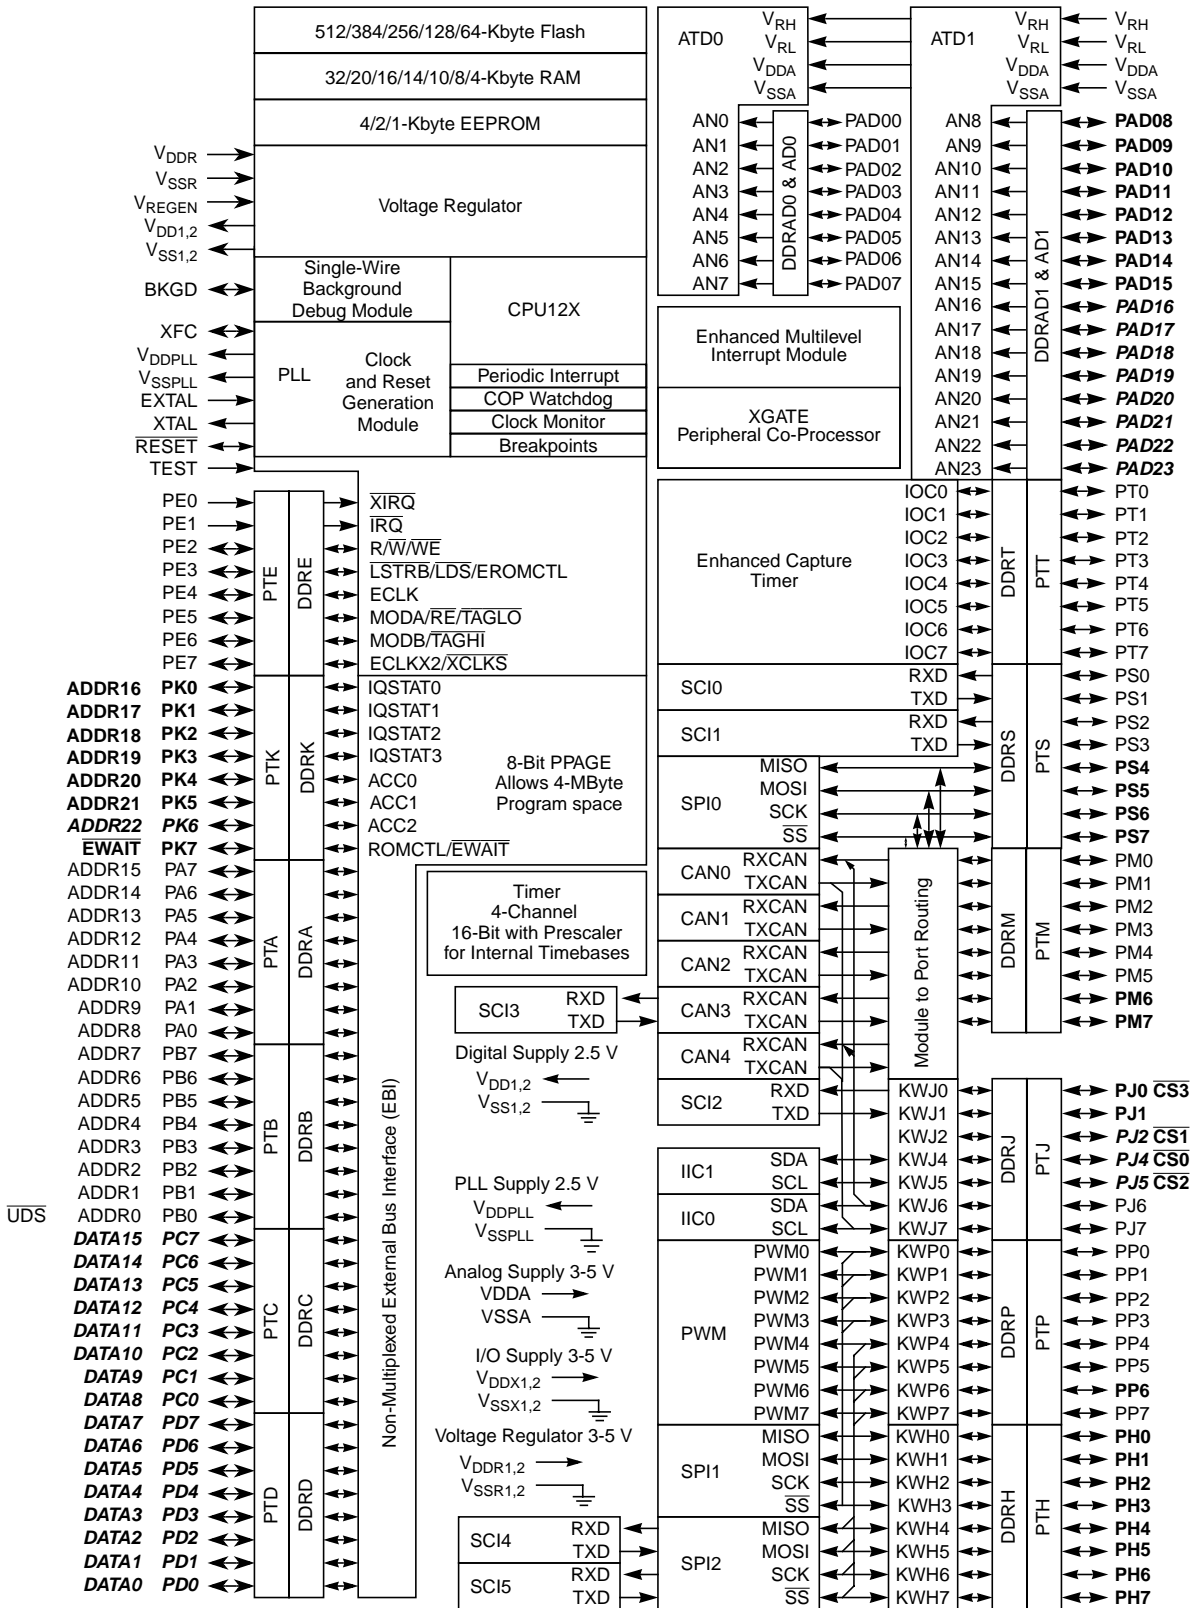 512/384/256/128/64-Kbyte Flash
32/20/16/14/10/8/4-Kbyte RAM
4/2/1-Kbyte EEPROM
VDDR
VSSR
VREGEN
VDD1,2
VSS1,2
Voltage Regulator
BKGD
Single-Wire
Background
Debug Module
CPU12X
XFC
VDDPLL
VSSPLL
EXTAL
XTAL
RESET
TEST
PLL
Clock
and Reset
Generation
Module
Periodic Interrupt
COP Watchdog
Clock Monitor
Breakpoints
ATD0
VRH
VRL
VDDA
VSSA
AN0 PAD00
AN1 PAD01
AN2 PAD02
AN3 PAD03
AN4 PAD04
AN5 PAD05
AN6 PAD06
AN7 PAD07
DDRAD0 & AD0
ATD1
VRH VRH
VRL VRL
VDDA VDDA
VSSA VSSA
AN8 PAD08
AN9 PAD09
AN10 PAD10
AN11 PAD11
AN12 PAD12
AN13 PAD13
AN14 PAD14
AN15 PAD15
AN16 PAD16
AN17 PAD17
AN18 PAD18
AN19 PAD19
AN20 PAD20
AN21 PAD21
AN22 PAD22
AN23 PAD23
DDRAD1 & AD1
Enhanced Multilevel
Interrupt Module
XGATE
Peripheral Co-Processor
PE0 XIRQ
PE1 IRQ
PE2 R/W/WE
PE3 LSTRB/LDS/EROMCTL
PE4 ECLK
PE5 MODA/RE/TAGLO
PE6 MODB/TAGHI
PE7 ECLKX2/XCLKS
PTE
DDRE
ADDR16 PK0 IQSTAT0
ADDR17 PK1 IQSTAT1
ADDR18 PK2 IQSTAT2
ADDR19 PK3 IQSTAT3
ADDR20 PK4 ACC0
ADDR21 PK5 ACC1
ADDR22 PK6 ACC2
EWAIT PK7 ROMCTL/EWAIT
PTK
DDRK
8-Bit PPAGE
Allows 4-MByte
Program space
ADDR15 PA7
ADDR14 PA6
ADDR13 PA5
ADDR12 PA4
ADDR11 PA3
ADDR10 PA2
ADDR9 PA1
ADDR8 PA0
PTA
DDRA
ADDR7 PB7
ADDR6 PB6
ADDR5 PB5
ADDR4 PB4
ADDR3 PB3
ADDR2 PB2
ADDR1 PB1
UDS ADDR0 PB0
PTB
DDRB
DATA15 PC7
DATA14 PC6
DATA13 PC5
DATA12 PC4
DATA11 PC3
DATA10 PC2
DATA9 PC1
DATA8 PC0
PTC
DDRC
DATA7 PD7
DATA6 PD6
DATA5 PD5
DATA4 PD4
DATA3 PD3
DATA2 PD2
DATA1 PD1
DATA0 PD0
PTD
DDRD
Non-Multiplexed External Bus Interface (EBI)
Timer
4-Channel
16-Bit with Prescaler
for Internal Timebases
SCI3
RXD
TXD
Digital Supply 2.5 V
VDD1,2
VSS1,2
PLL Supply 2.5 V
VDDPLL
VSSPLL
Analog Supply 3-5 V
VDDA
VSSA
I/O Supply 3-5 V
VDDX1,2
VSSX1,2
Voltage Regulator 3-5 V
VDDR1,2
VSSR1,2
SCI4
RXD
TXD
SCI5
RXD
TXD
Enhanced Capture
Timer
IOC0 PT0
IOC1 PT1
IOC2 PT2
IOC3 PT3
IOC4 PT4
IOC5 PT5
IOC6 PT6
IOC7 PT7
DDRT
PTT
SCI0
RXD PS0
TXD PS1
SCI1
RXD PS2
TXD PS3
SPI0
MISO PS4
MOSI PS5
SCK PS6
SS PS7
DDRS
PTS
CAN0
RXCAN PM0
TXCAN PM1
CAN1
RXCAN PM2
TXCAN PM3
CAN2
RXCAN PM4
TXCAN PM5
CAN3
RXCAN PM6
TXCAN PM7
CAN4
RXCAN
TXCAN
Module to Port Routing
DDRM
PTM
SCI2
RXD KWJ0 PJ0 CS3
TXD KWJ1 PJ1
KWJ2 PJ2 CS1
IIC1
SDA KWJ4 PJ4 CS0
SCL KWJ5 PJ5 CS2
IIC0
SDA KWJ6 PJ6
SCL KWJ7 PJ7
DDRJ
PTJ
PWM
PWM0 KWP0 PP0
PWM1 KWP1 PP1
PWM2 KWP2 PP2
PWM3 KWP3 PP3
PWM4 KWP4 PP4
PWM5 KWP5 PP5
PWM6 KWP6 PP6
PWM7 KWP7 PP7
DDRP
PTP
SPI1
MISO KWH0 PH0
MOSI KWH1 PH1
SCK KWH2 PH2
SS KWH3 PH3
SPI2
MISO KWH4 PH4
MOSI KWH5 PH5
SCK KWH6 PH6
SS KWH7 PH7
DDRH
PTH